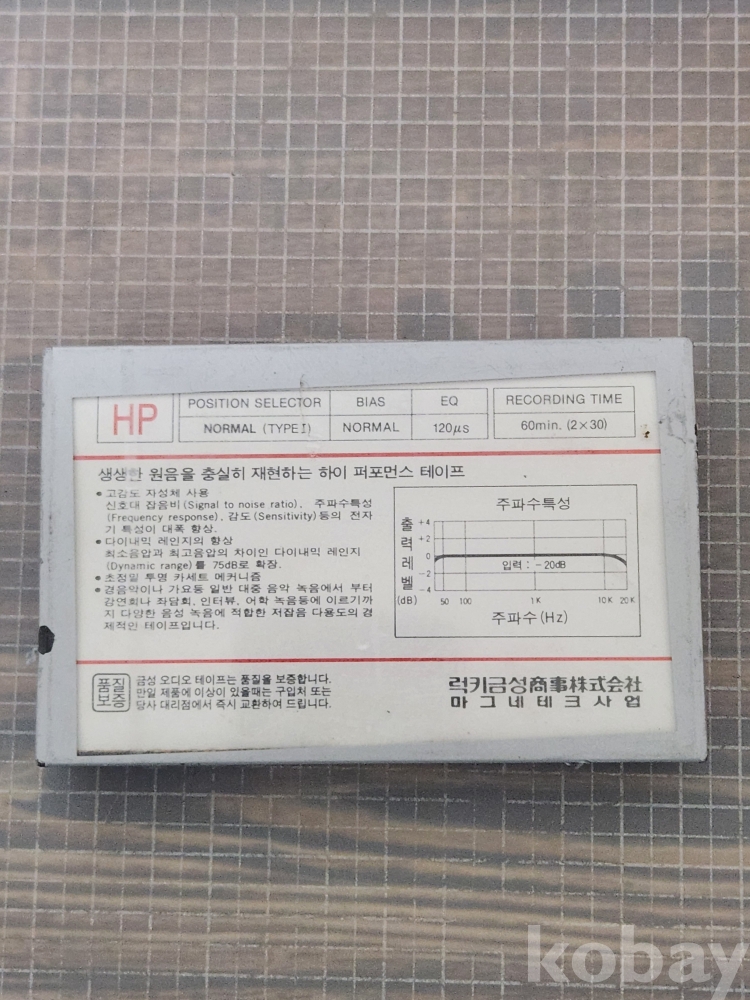 HP
POSITION SELECTOR
BIAS
EQ
RECORDING TIME
NORMAL (TYPE I)
NORMAL
120μs
60min. (2×30)
생생한 원음을 충실히 재현하는 하이 퍼포먼스 테이프
• 고감도 자성체 사용
신호대 잡음비(Signal to noise ratio), 주파수특성
(Frequency response), 감도(Sensitivity)등의 전자
기 특성이 대폭 향상.
• 다이내믹 레인지의 향상
최소음압과 최고음압의 차이인 다이내믹 레인지
(Dynamic range)를 75dB로 확장.
• 초정밀 투명 카세트 메커니즘
• 경음악이나 가요등 일반 대중 음악 녹음에서 부터
강연회나 좌담회, 인터뷰, 어학 녹음등에 이르기까
지 다양한 음성 녹음에 적합한 저잡음 다용도의 경
제적인 테이프입니다.
주파수특성
출력레벨
(dB)
+4
+2
0
-2
-4
입력: -20dB
50 100 1K 10K 20K
주파수(Hz)
품질
보증
금성 오디오 테이프는 품질을 보증합니다.
만일 제품에 이상이 있을때는 구입처 또는
당사 대리점에서 즉시 교환하여 드립니다.
럭키금성商事株式会社
마그네테크사업
kobay